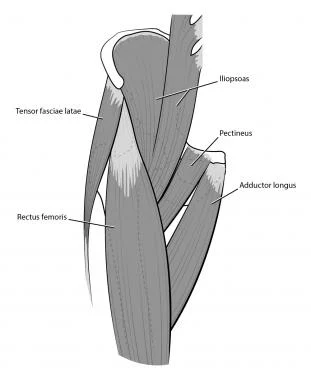 Iliopsoas
Tensor fasciae latae
Pectineus
Adductor longus
Rectus femoris